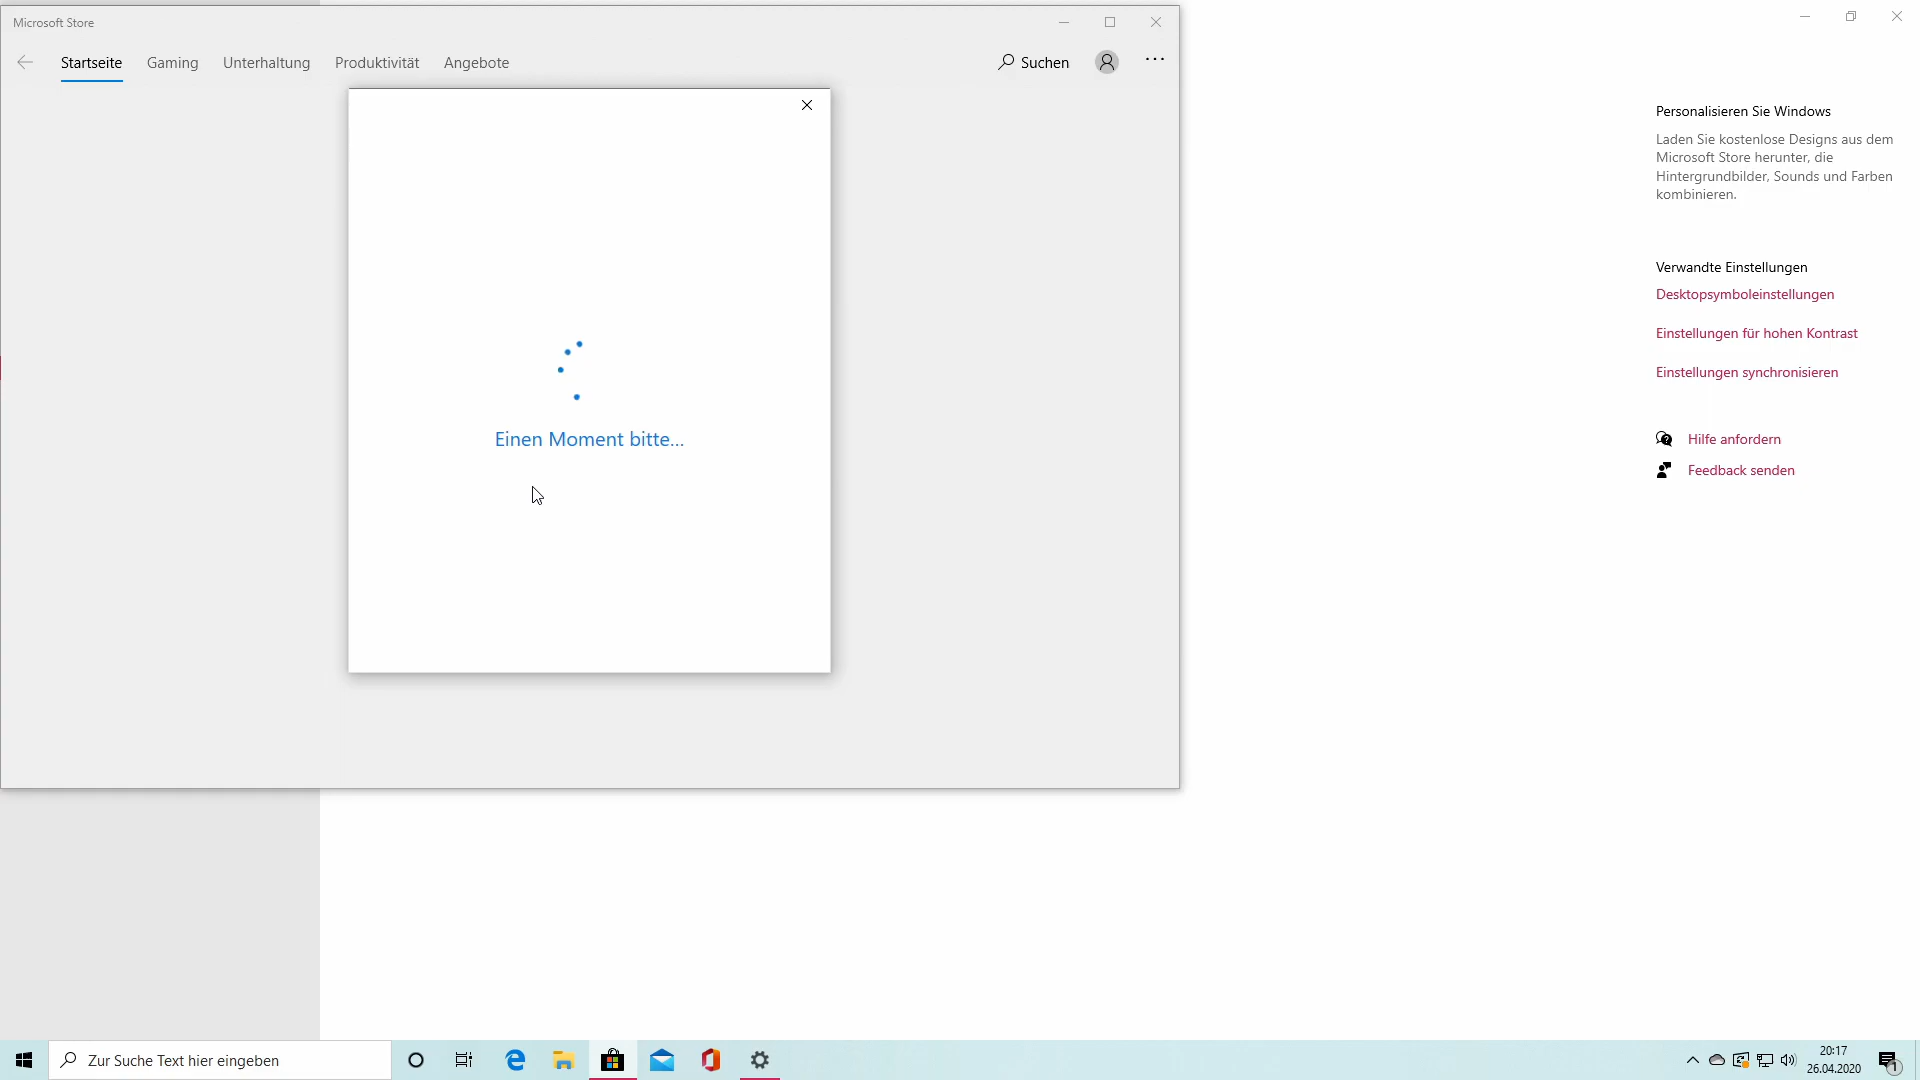 Microsoft Store
Startseite
Gaming
Unterhaltung
Produktivität
Angebote
Suchen
Einen Moment bitte...
Personalisieren Sie Windows
Laden Sie kostenlose Designs aus dem
Microsoft Store herunter, die
Hintergrundbilder, Sounds und Farben
kombinieren.
Verwandte Einstellungen
Desktopsymboleinstellungen
Einstellungen für hohen Kontrast
Einstellungen synchronisieren
Hilfe anfordern
Feedback senden
Zur Suche Text hier eingeben
20:17
26.04.2020
1